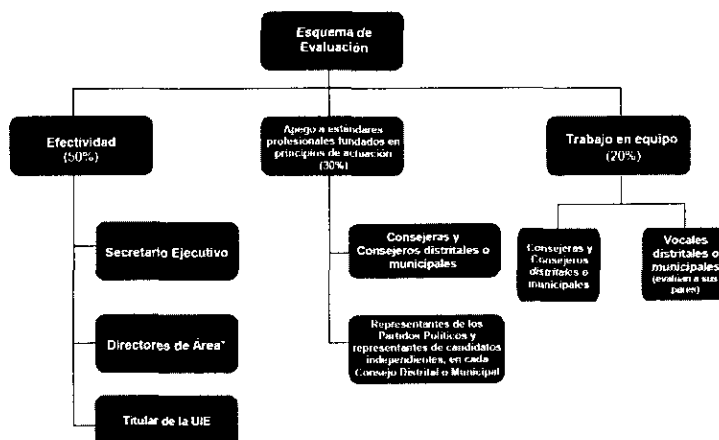 Esquema de
Evaluación
Efectividad
(50%)
Apego a estándares
profesionales fundados en
principios de actuación
(30%)
Trabajo en equipo
(20%)
Secretario Ejecutivo
Directores de Área*
Titular de la UIE
Consejeras y
Consejeros distritales o
municipales
Representantes de los
Partidos Políticos y
representantes de candidatos
independientes, en cada
Consejo Distrital o Municipal
Consejeras y
Consejeros
distritales o
municipales
Vocales
distritales o
municipales
(evalúan a sus
pares)